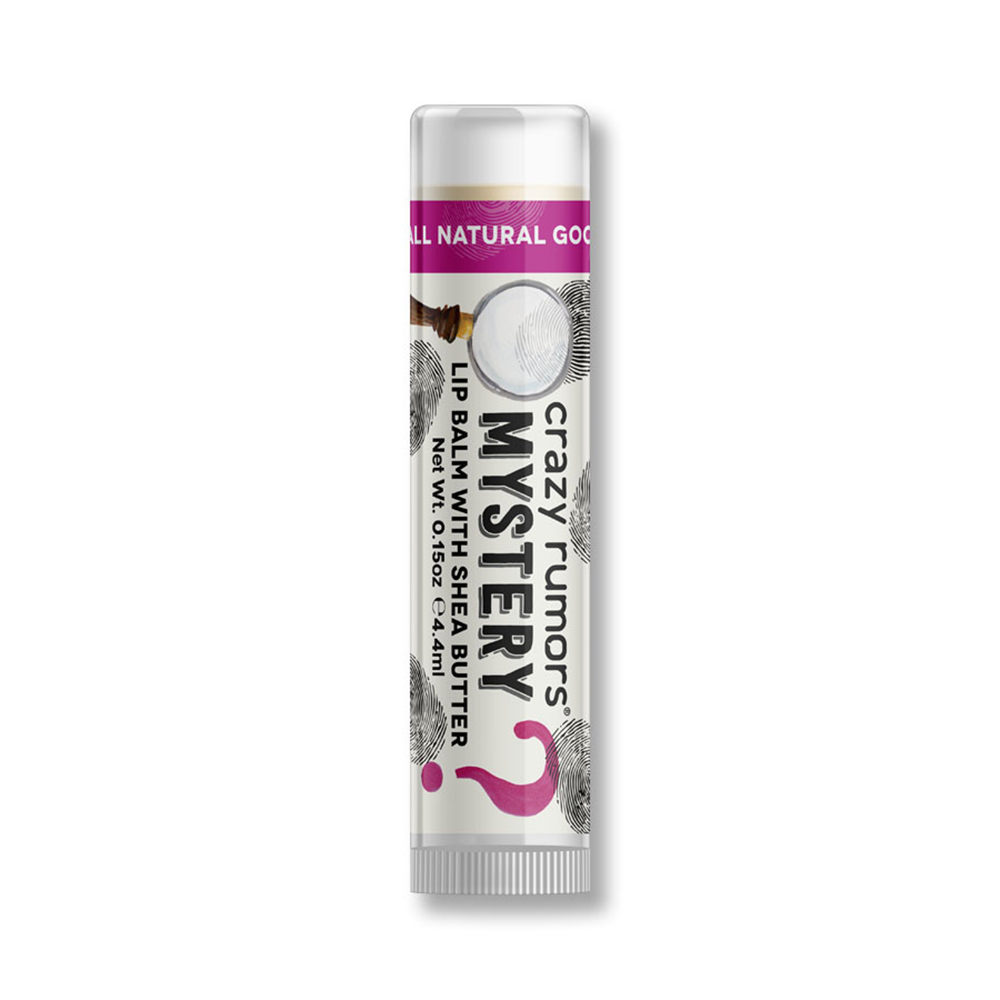 ALL NATURAL GOO
crazy rumors®
MYSTERY
?
LIP BALM WITH SHEA BUTTER
Net Wt. 0.15oz ℮4.4ml